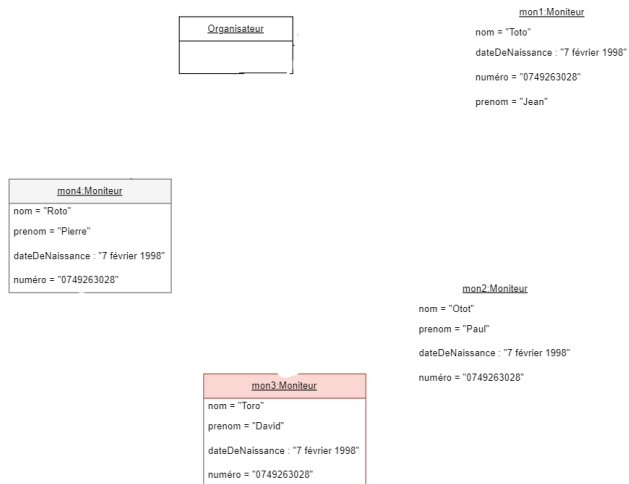 Organisateur
mon1:Moniteur
nom = "Toto"
dateDeNaissance : "7 février 1998"
numéro = "0749263028"
prenom = "Jean"
mon4:Moniteur
nom = "Roto"
prenom = "Pierre"
dateDeNaissance : "7 février 1998"
numéro = "0749263028"
mon2:Moniteur
nom = "Otot"
prenom = "Paul"
dateDeNaissance : "7 février 1998"
numéro = "0749263028"
mon3:Moniteur
nom = "Toro"
prenom = "David"
dateDeNaissance : "7 février 1998"
numéro = "0749263028"